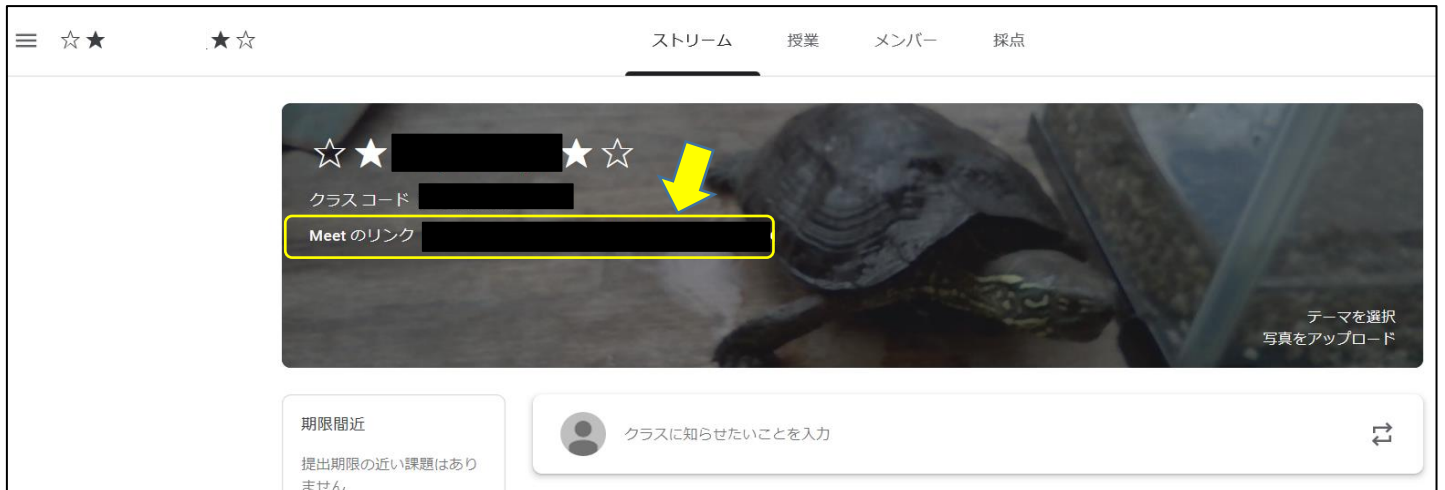 ☆★ ★☆
ストリーム 授業 メンバー 採点
☆★ ★☆
クラス コード
Meet のリンク
テーマを選択
写真をアップロード
期限間近
提出期限の近い課題はあり
ません
クラスに知らせたいことを入力